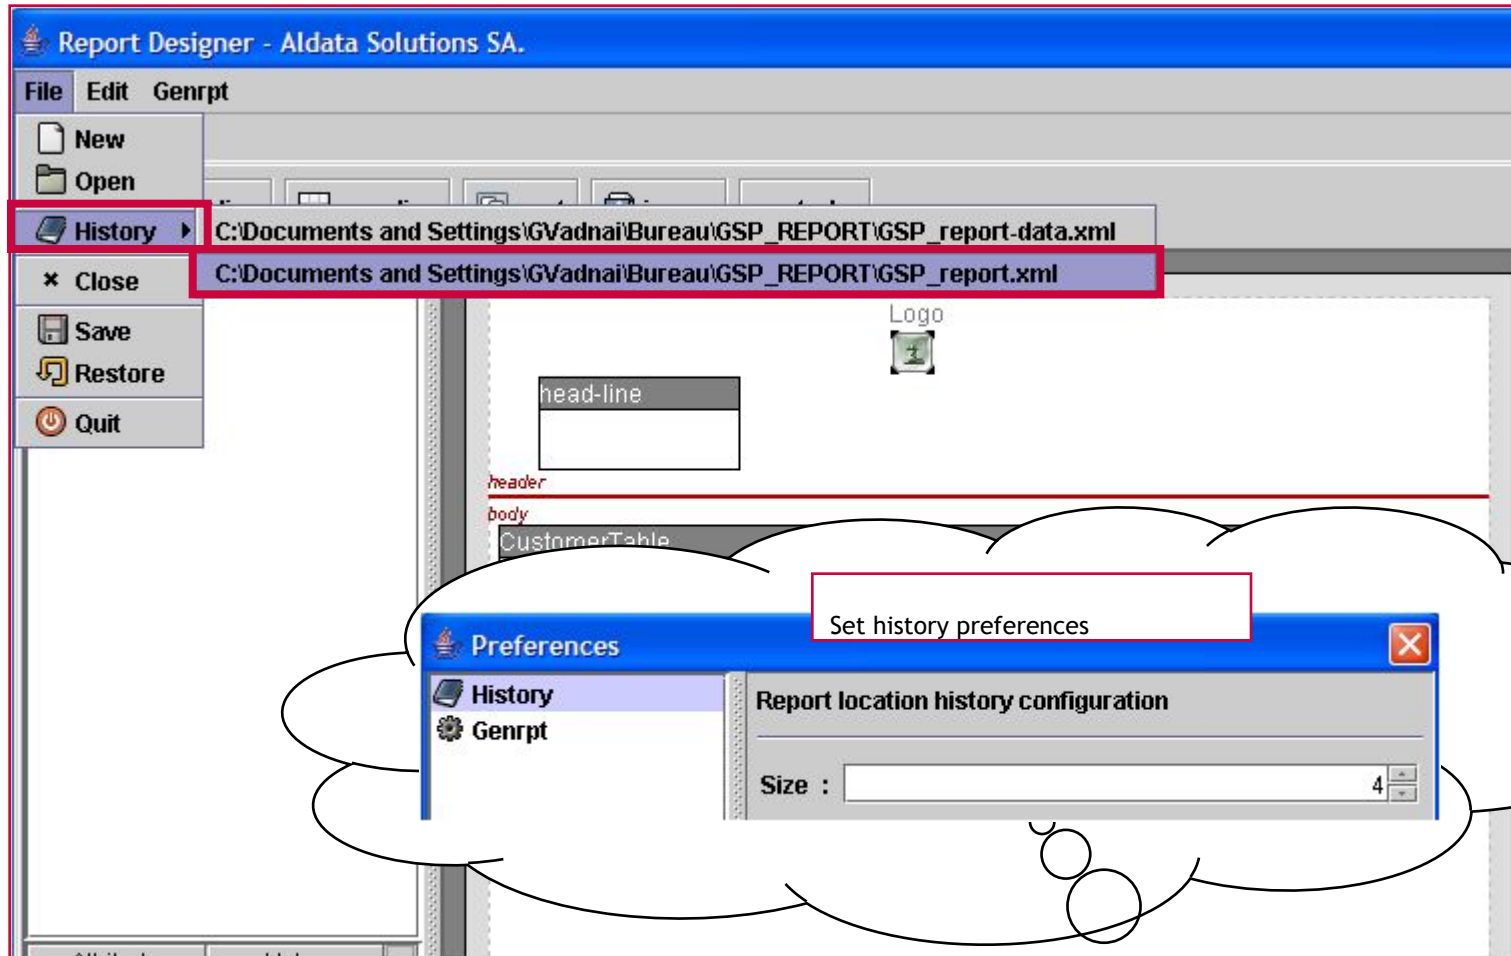 Report Designer - Aldata Solutions SA.
File Edit Genrpt
New
Open
History
C:\Documents and Settings\GVadnai\Bureau\GSP_REPORT\GSP_report-data.xml
C:\Documents and Settings\GVadnai\Bureau\GSP_REPORT\GSP_report.xml
Close
Save
Restore
Quit
Logo
head-line
header
body
CustomerTable
Set history preferences
Preferences
History
Genrpt
Report location history configuration
Size : 4